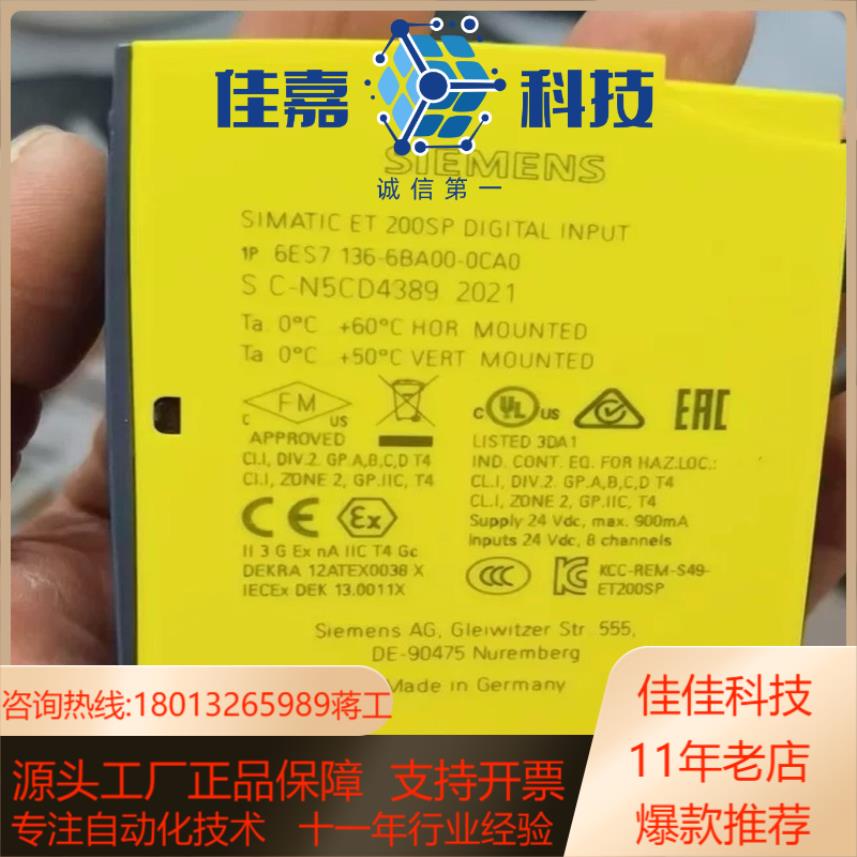 佳嘉 科技
SIEMENS
诚信第一
SIMATIC ET 200SP DIGITAL INPUT
1P 6ES7 136-6BA00-0CA0
S C-N5CD4389 2021
Ta 0°C +60°C HOR MOUNTED
Ta 0°C +50°C VERT MOUNTED
C FM US
APPROVED
CL.I, DIV.2. GP.A,B,C,D T4
CL.I, ZONE 2, GP.IIC, T4
c UL us
EAC
LISTED 3DA1
IND. CONT. EQ. FOR HAZ.LOC.:
CL.I, DIV.2. GP.A,B,C,D T4
CL.I, ZONE 2, GP.IIC, T4
Supply 24 Vdc, max. 900mA
Inputs 24 Vdc, 8 channels
CE Ex
II 3 G Ex nA IIC T4 Gc
DEKRA 12ATEX0038 X
IECEx DEK 13.0011X
CCC
KCC-REM-S49-
ET200SP
Siemens AG, Gleiwitzer Str. 555,
DE-90475 Nuremberg
Made in Germany
咨询热线:18013265989蒋工
源头工厂正品保障 支持开票
专注自动化技术 十一年行业经验
佳佳科技
11年老店
爆款推荐